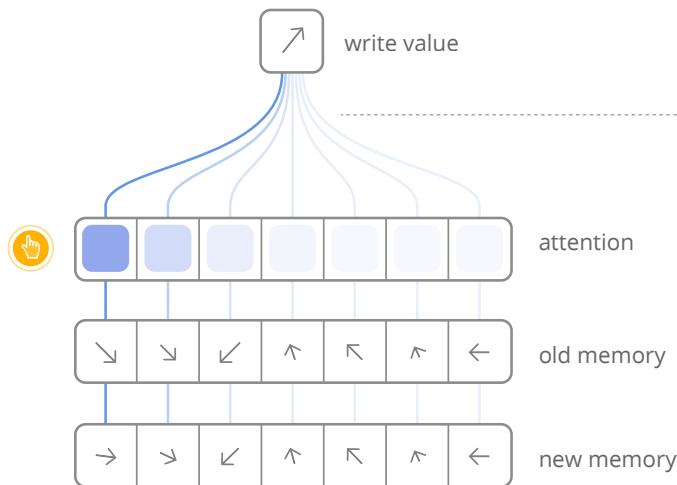 write value
attention
old memory
new memory